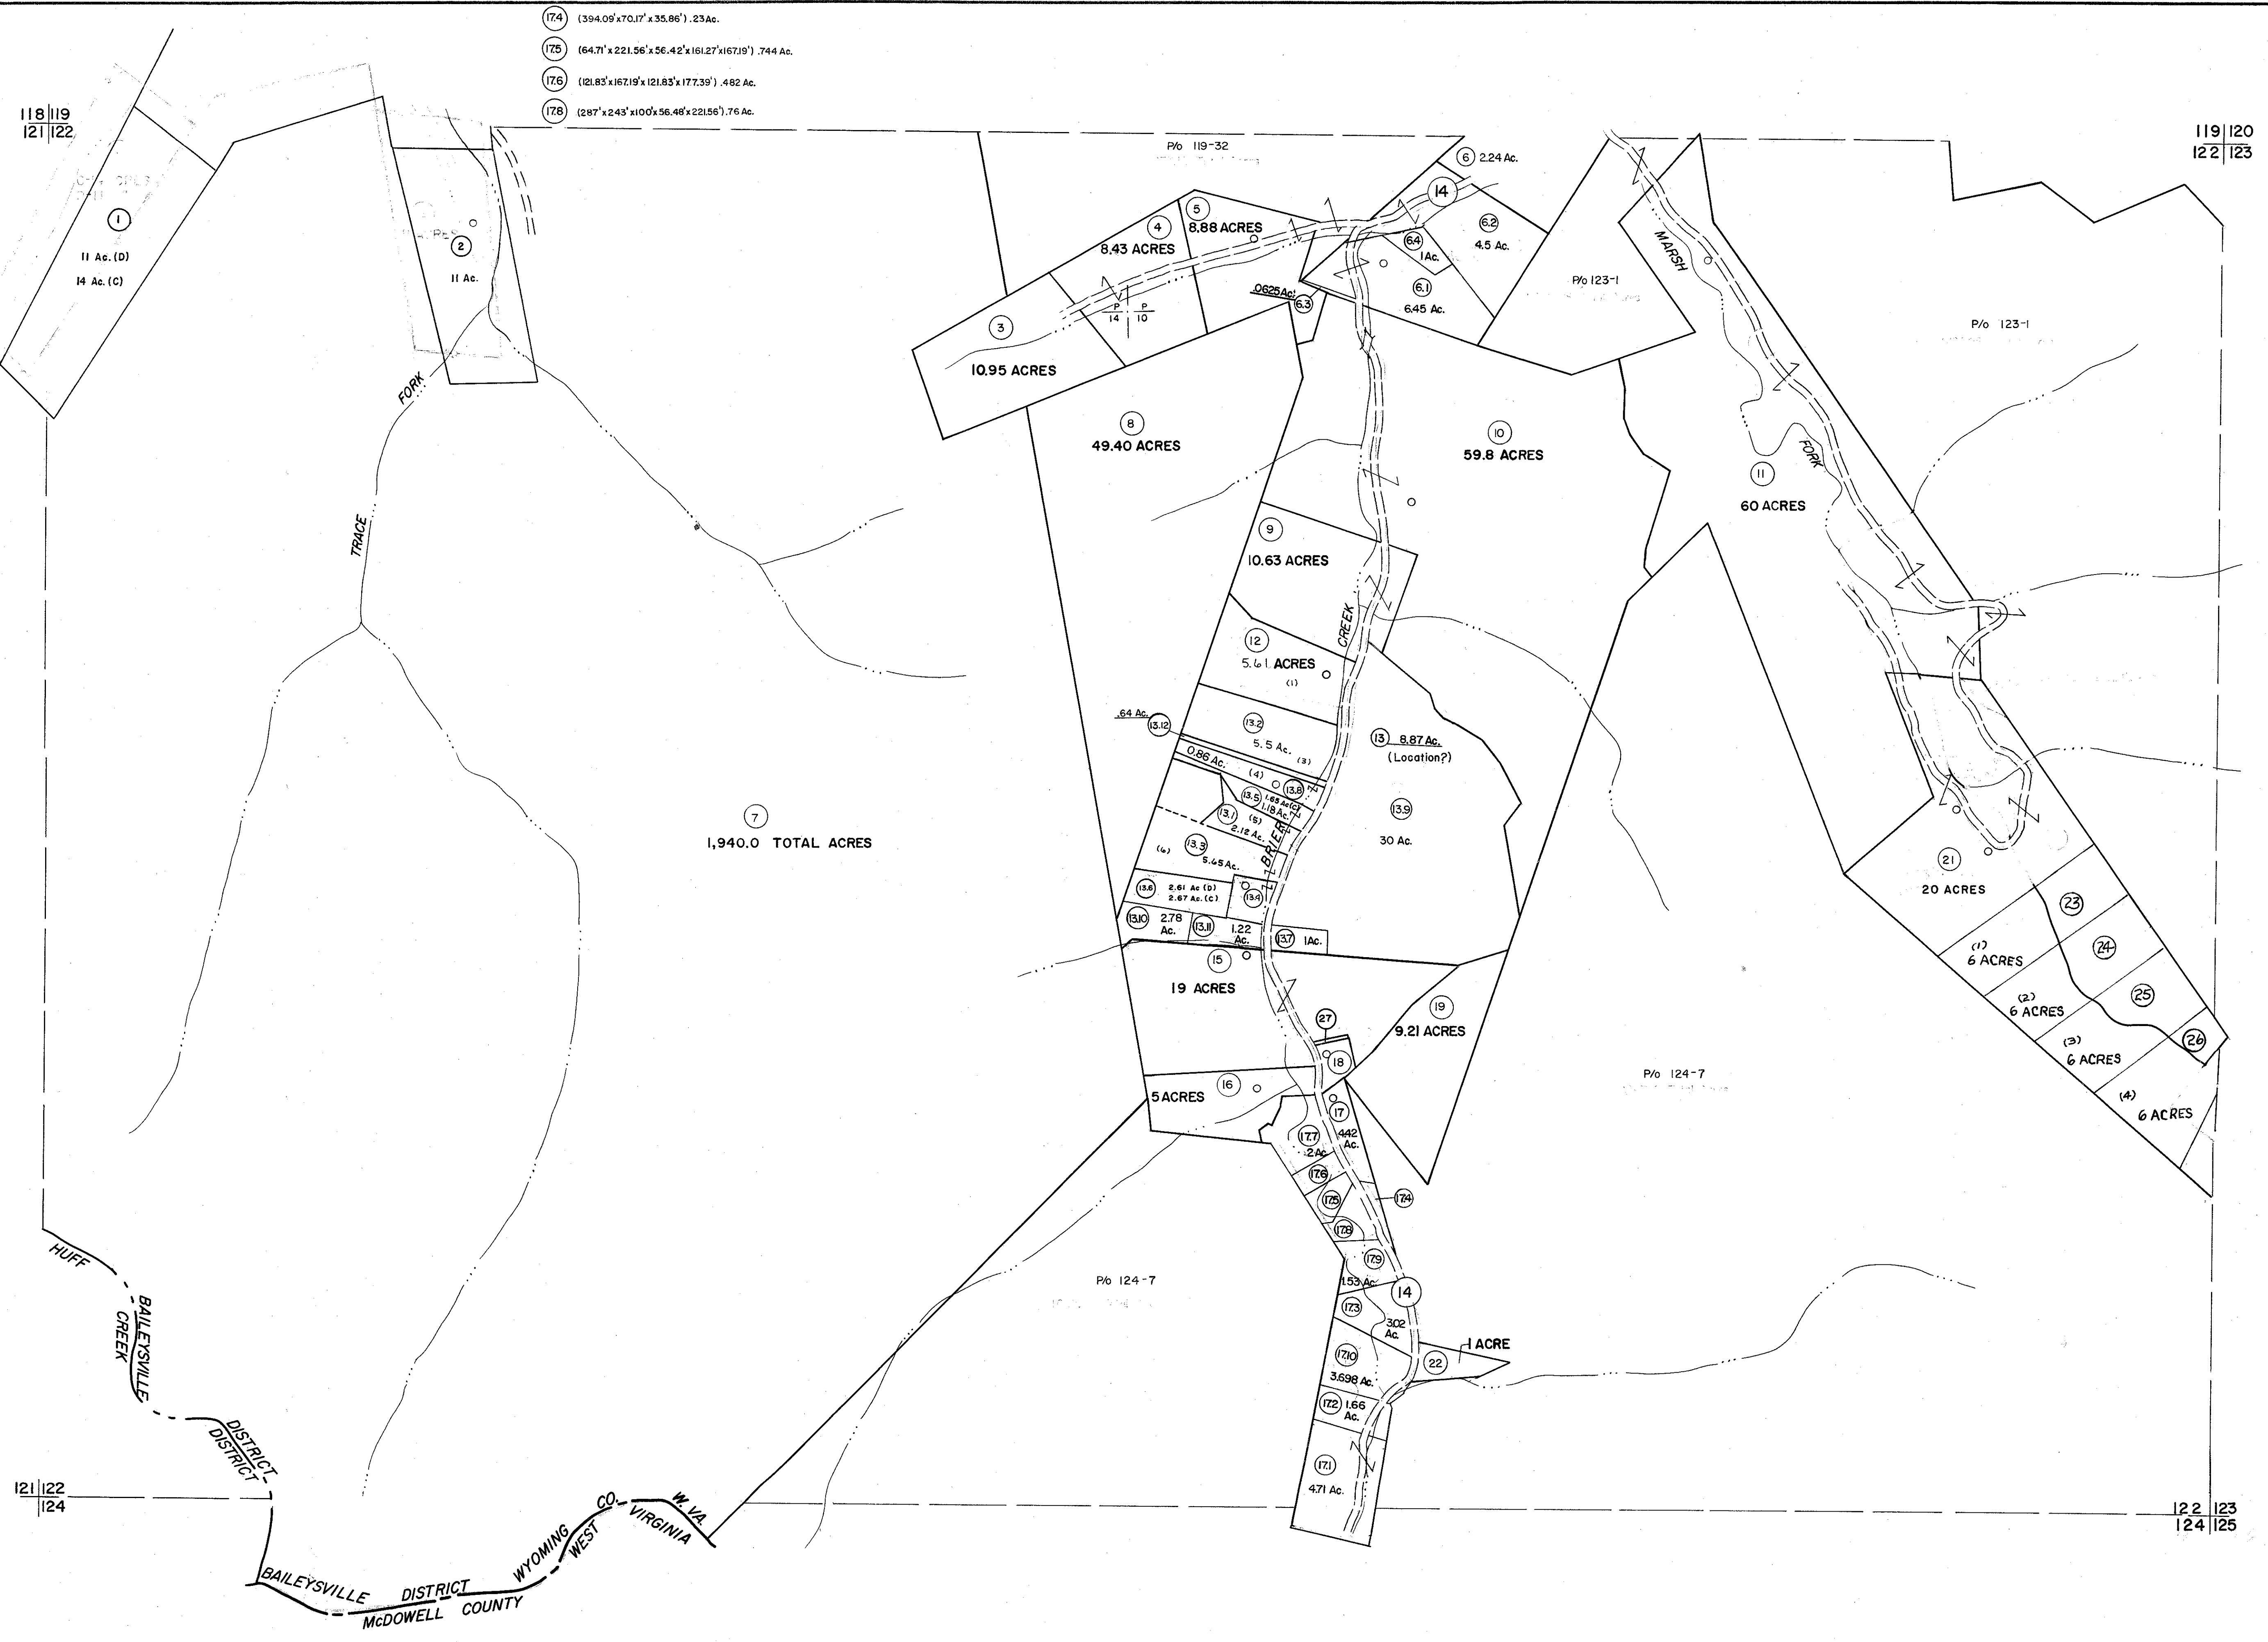 17.4 (394.09'x70.17'x35.86') .23Ac.
17.5 (64.71'x221.56'x56.42'x161.27'x167.19') .744 Ac.
17.6 (121.83'x167.19'x121.83'x177.39') .482 Ac.
17.8 (287'x243'x100'x56.48'x221.56').76 Ac.
118|119
121|122
119|120
122|123
P/o 119-32
6 2.24 Ac.
14
1
11 Ac. (D)
14 Ac. (C)
2
11 Ac.
5
8.88 ACRES
4
8.43 ACRES
6.2
4.5 Ac.
6.4
1Ac.
6.1
6.45 Ac.
.0625Ac.
6.3
P P
14 10
3
10.95 ACRES
P/o 123-1
MARSH
FORK
P/o 123-1
FORK
TRACE
8
49.40 ACRES
10
59.8 ACRES
11
60 ACRES
9
10.63 ACRES
CREEK
12
5.61 ACRES
(1)
.64 Ac.
13.12
13.2
5.5 Ac.
(3)
13 8.87 Ac.
(Location?)
0.86 Ac.
(4)
13.8
13.5 1.65 Ac(C)
1.18 Ac.
13.1 (5)
2.12 Ac.
BRIER
13.9
30 Ac.
13.3
(6)
5.65 Ac.
13.6 2.61 Ac (D)
2.67 Ac. (C)
13.4
13.10 2.78
Ac.
13.11 1.22
Ac.
13.7 1Ac.
7
1,940.0 TOTAL ACRES
15
19 ACRES
19
9.21 ACRES
27
18
16
5 ACRES
17
4.42
Ac.
17.7
.2 Ac.
17.6
17.5
17.4
17.8
17.9
1.53 Ac.
14
17.3
3.02
Ac.
1 ACRE
22
17.10
3.698 Ac.
17.2 1.66
Ac.
17.1
4.71 Ac.
21
20 ACRES
23
(1)
6 ACRES
24
(2)
6 ACRES
25
(3)
6 ACRES
26
(4)
6 ACRES
P/o 124-7
P/o 124-7
HUFF
CREEK
BAILEYSVILLE
DISTRICT
DISTRICT
121|122
|124
BAILEYSVILLE DISTRICT
McDOWELL COUNTY
WYOMING CO.
WEST VIRGINIA
W. VA.
122|123
124|125